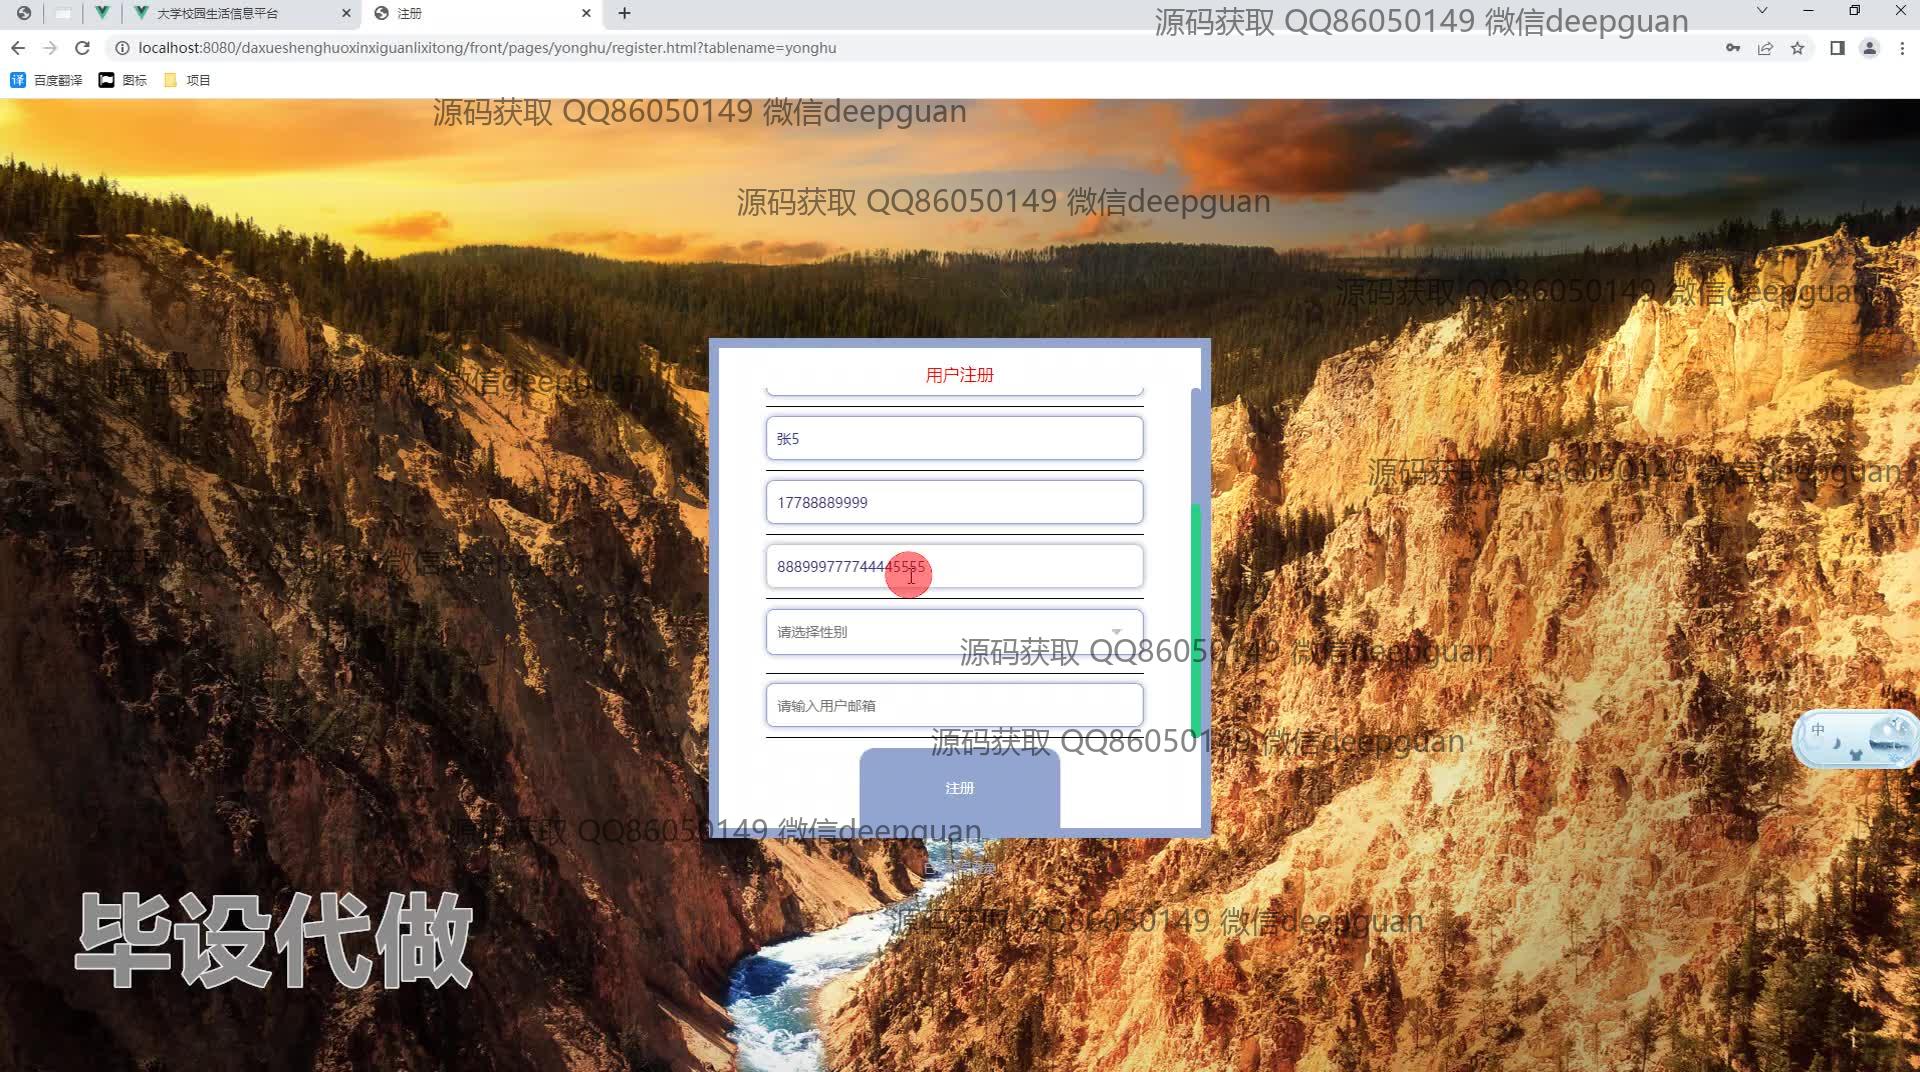 大学校园生活信息平台
注册
源码获取 QQ86050149 微信deepguan
localhost:8080/daxueshenghuoxinxiguanlixitong/front/pages/yonghu/register.html?tablename=yonghu
百度翻译
图标
项目
源码获取 QQ86050149 微信deepguan
源码获取 QQ86050149 微信deepguan
源码获取 QQ86050149 微信deepguan
用户注册
源码获取 QQ86050149 微信deepguan
张5
源码获取 QQ86050149 微信deepguan
17788889999
源码获取 QQ86050149 微信deepguan
888999777744445555
请选择性别
源码获取 QQ86050149 微信deepguan
请输入用户邮箱
中
源码获取 QQ86050149 微信deepguan
注册
源码获取 QQ86050149 微信deepguan
源码获取 QQ86050149 微信deepguan
毕设代做